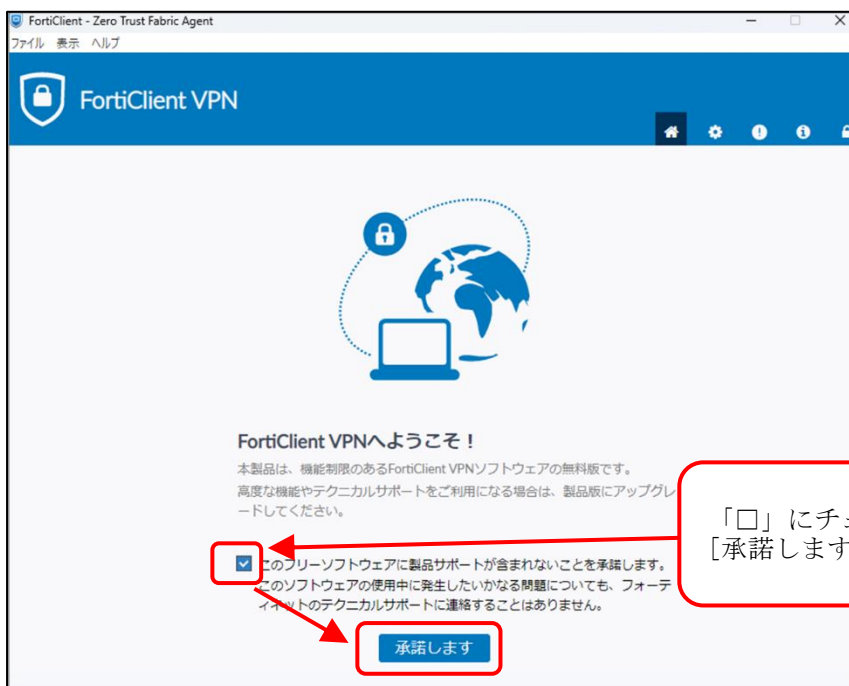 FortiClient - Zero Trust Fabric Agent
ファイル 表示 ヘルプ
FortiClient VPN
FortiClient VPNへようこそ！
本製品は、機能制限のあるFortiClient VPNソフトウェアの無料版です。
高度な機能やテクニカルサポートをご利用になる場合は、製品版にアップグレ
ードしてください。
「□」にチェ
[承諾します
このフリーソフトウェアに製品サポートが含まれないことを承諾します。
このソフトウェアの使用中に発生したいかなる問題についても、フォーテ
ィネットのテクニカルサポートに連絡することはありません。
承諾します